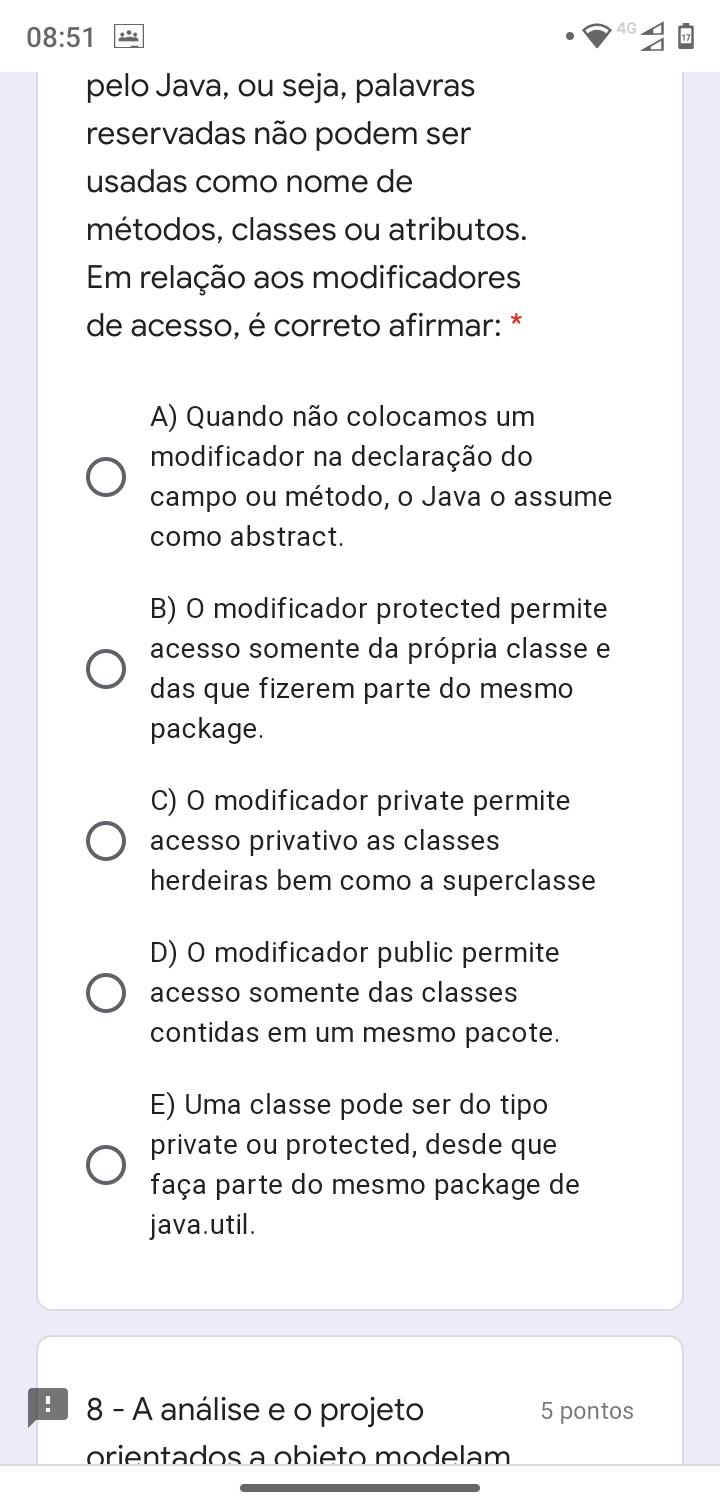 08:51
4G
17
pelo Java, ou seja, palavras
reservadas não podem ser
usadas como nome de
métodos, classes ou atributos.
Em relação aos modificadores
de acesso, é correto afirmar: *
A) Quando não colocamos um
modificador na declaração do
campo ou método, o Java o assume
como abstract.
B) O modificador protected permite
acesso somente da própria classe e
das que fizerem parte do mesmo
package.
C) O modificador private permite
acesso privativo as classes
herdeiras bem como a superclasse
D) O modificador public permite
acesso somente das classes
contidas em um mesmo pacote.
E) Uma classe pode ser do tipo
private ou protected, desde que
faça parte do mesmo package de
java.util.
8 - A análise e o projeto
5 pontos
orientados a objeto modelam